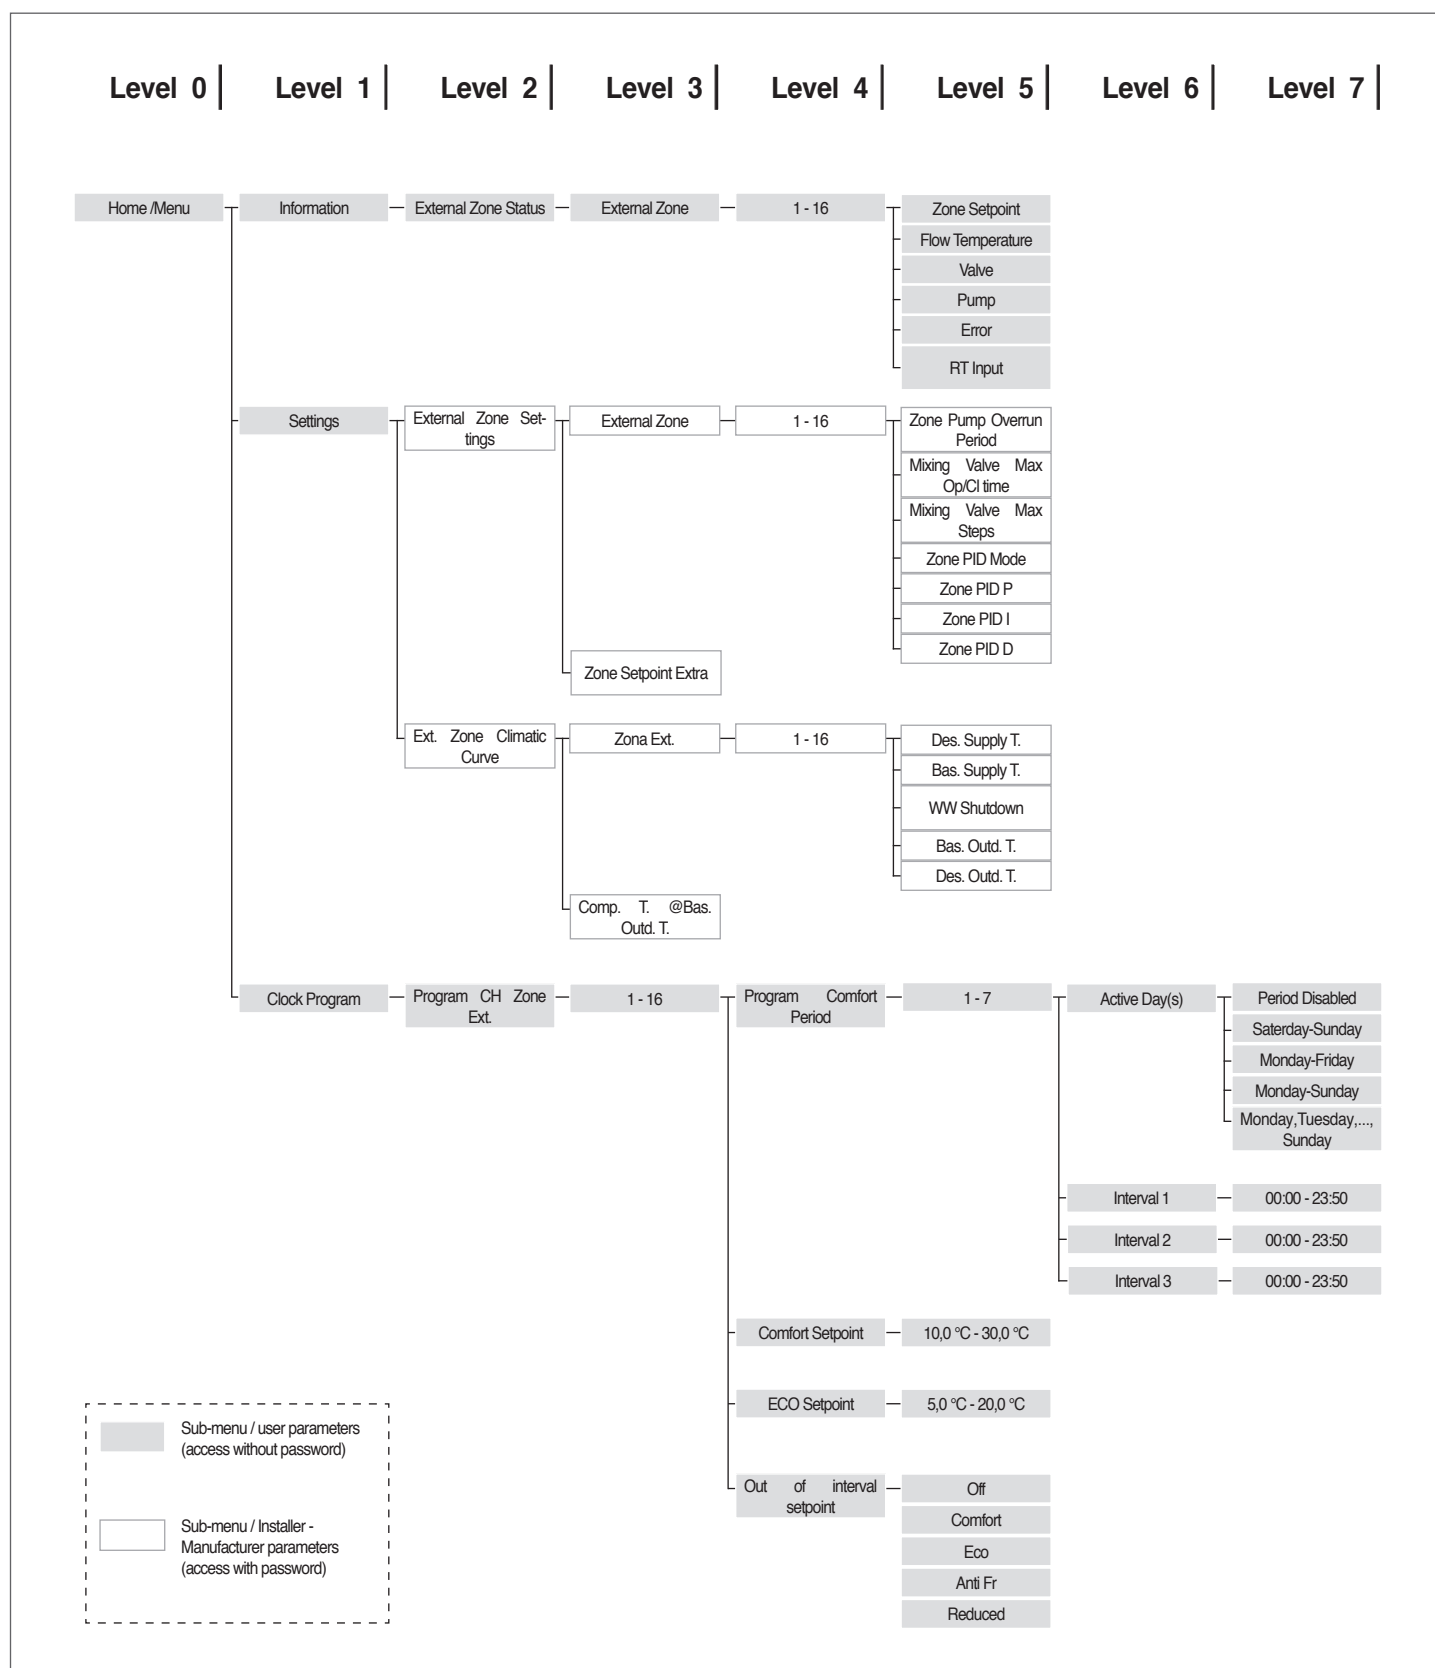 Level 0 Level 1 Level 2 Level 3 Level 4 Level 5 Level 6 Level 7
Home /Menu
Information
External Zone Status
External Zone
1 - 16
Zone Setpoint
Flow Temperature
Valve
Pump
Error
RT Input
Settings
External Zone Set-
tings
External Zone
1 - 16
Zone Pump Overrun
Period
Mixing Valve Max
Op/Cl time
Mixing Valve Max
Steps
Zone PID Mode
Zone PID P
Zone PID I
Zone PID D
Zone Setpoint Extra
Ext. Zone Climatic
Curve
Zona Ext.
1 - 16
Des. Supply T.
Bas. Supply T.
WW Shutdown
Bas. Outd. T.
Des. Outd. T.
Comp. T. @Bas.
Outd. T.
Clock Program
Program CH Zone
Ext.
1 - 16
Program Comfort
Period
1 - 7
Active Day(s)
Period Disabled
Saterday-Sunday
Monday-Friday
Monday-Sunday
Monday,Tuesday,...,
Sunday
Interval 1
00:00 - 23:50
Interval 2
00:00 - 23:50
Interval 3
00:00 - 23:50
Comfort Setpoint
10,0 °C - 30,0 °C
ECO Setpoint
5,0 °C - 20,0 °C
Out of interval
setpoint
Off
Comfort
Eco
Anti Fr
Reduced
Sub-menu / user parameters
(access without password)
Sub-menu / Installer -
Manufacturer parameters
(access with password)